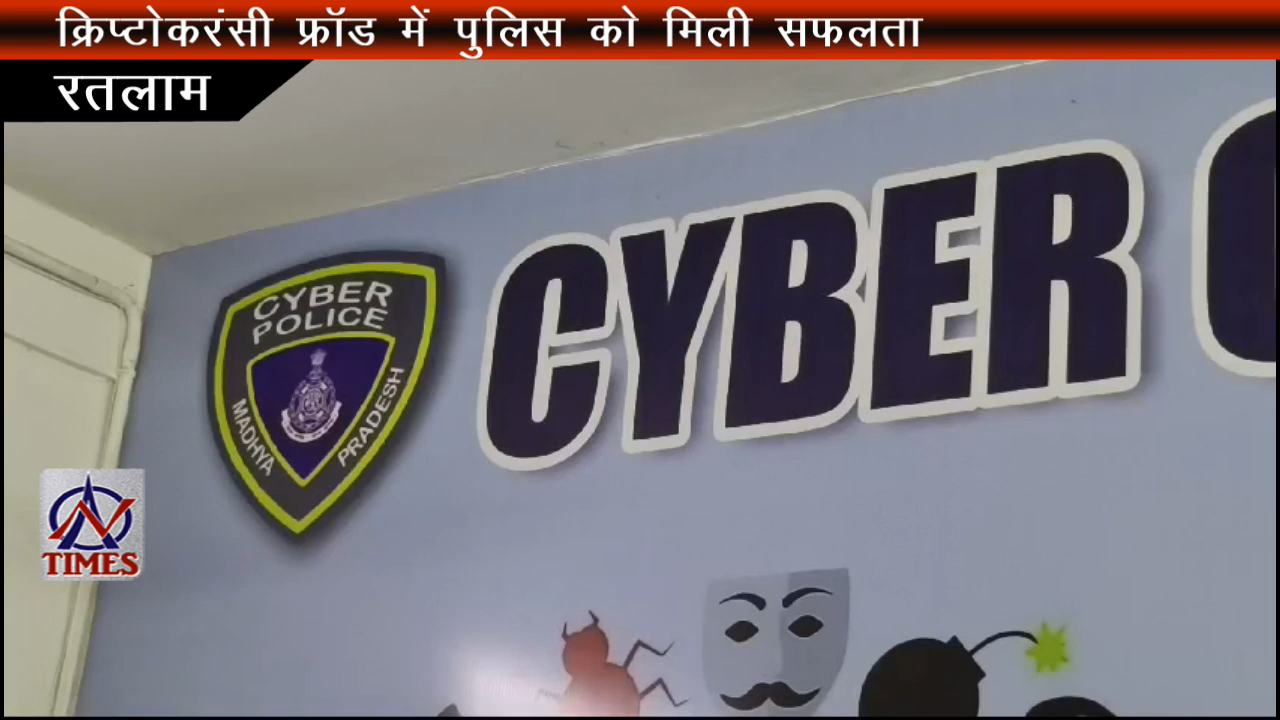 क्रिप्टोकरंसी फ्रॉड में पुलिस को मिली सफलता
रतलाम
CYBER
POLICE
MADHYA
PRADESH
CYBER
TIMES